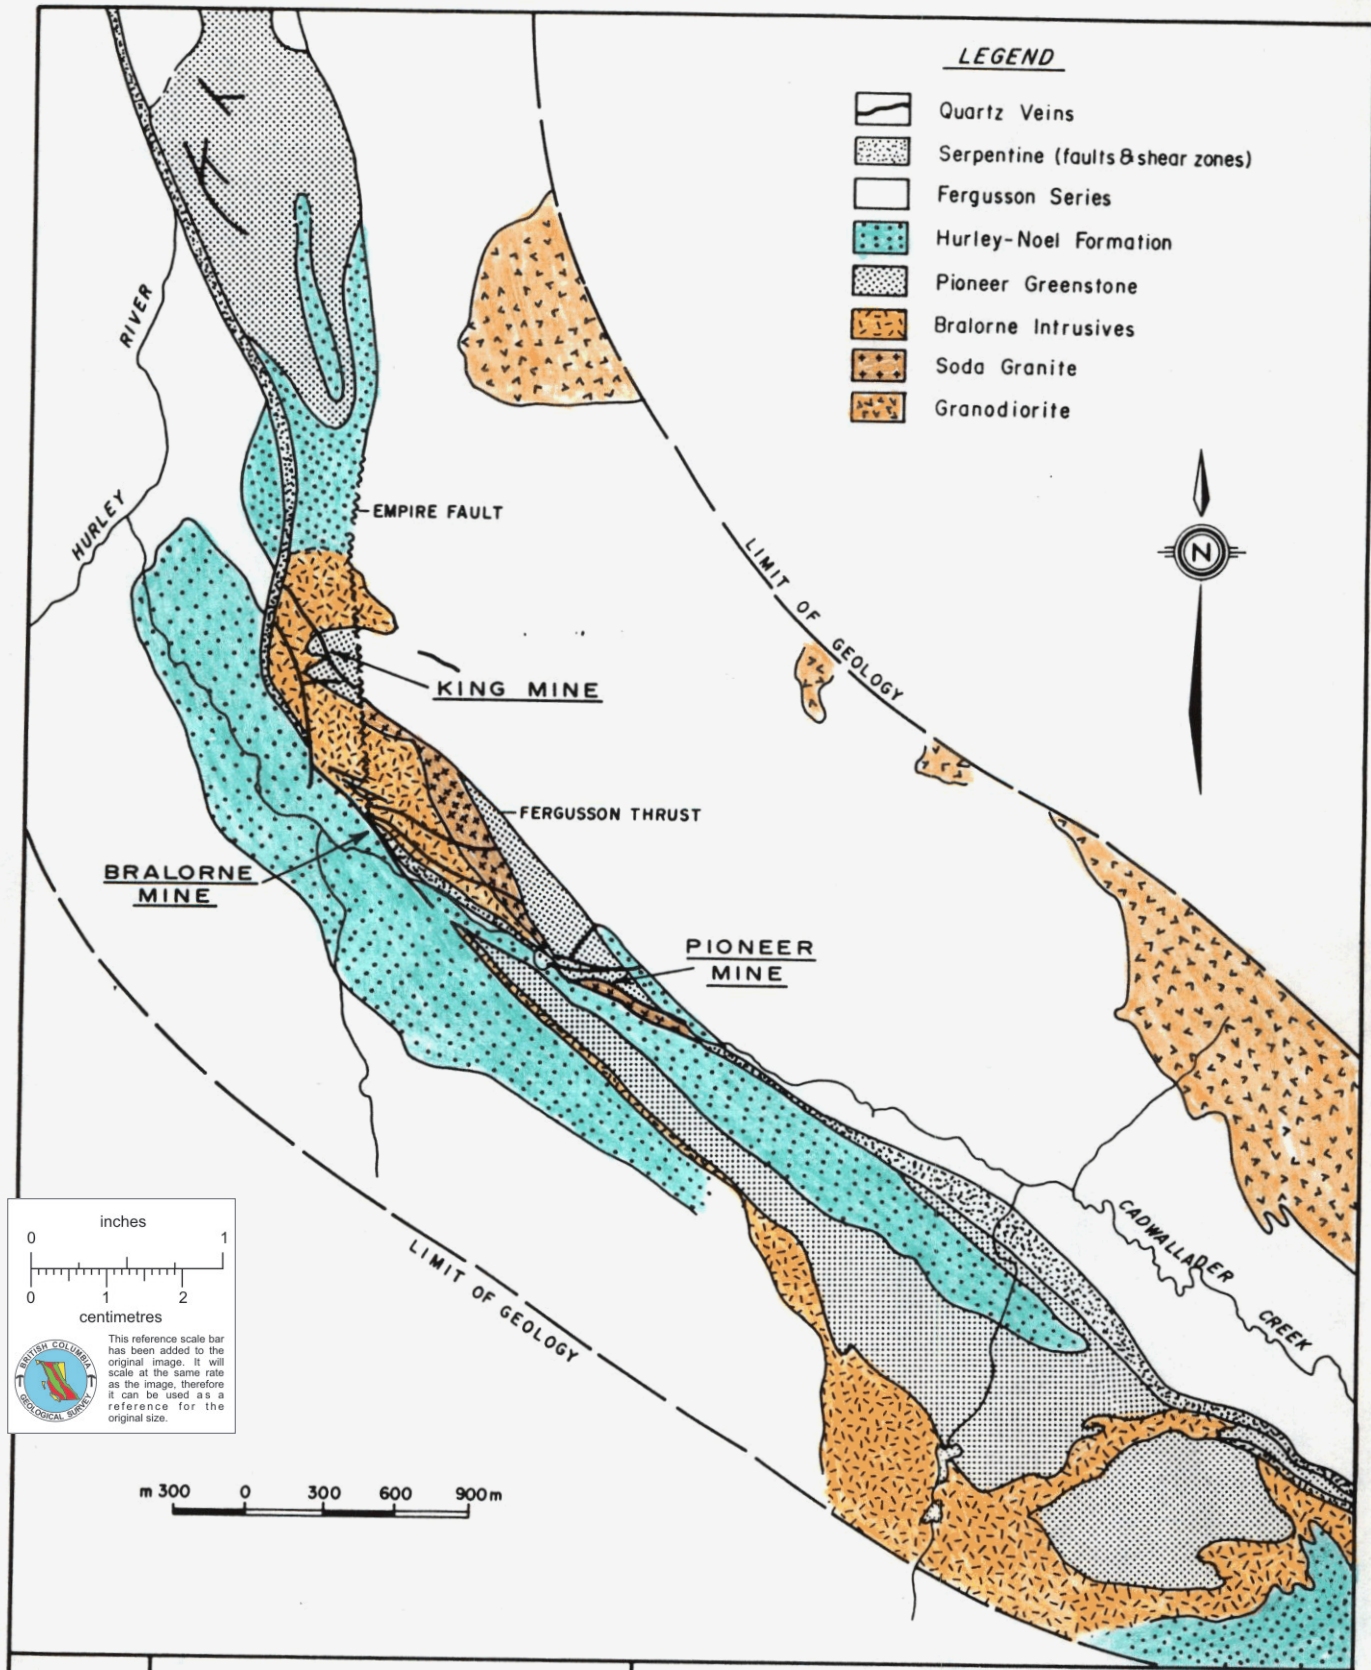 LEGEND
Quartz Veins
Serpentine (faults & shear zones)
Fergusson Series
Hurley-Noel Formation
Pioneer Greenstone
Bralorne Intrusives
Soda Granite
Granodiorite
N
HURLEY RIVER
EMPIRE FAULT
LIMIT OF GEOLOGY
KING MINE
FERGUSSON THRUST
BRALORNE
MINE
PIONEER
MINE
CADWALLADER CREEK
LIMIT OF GEOLOGY
inches
0 1
0 1 2
centimetres
BRITISH COLUMBIA
GEOLOGICAL SURVEY
This reference scale bar
has been added to the
original image. It will
scale at the same rate
as the image, therefore
it can be used as a
reference for the
original size.
m 300 0 300 600 900m